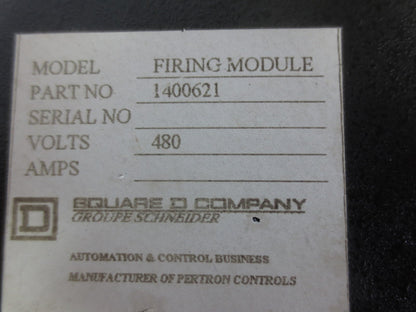 MODEL FIRING MODULE
PART NO 1400621
SERIAL NO
VOLTS 480
AMPS
D SQUARE D COMPANY
GROUPE SCHNEIDER
AUTOMATION & CONTROL BUSINESS
MANUFACTURER OF PERTRON CONTROLS